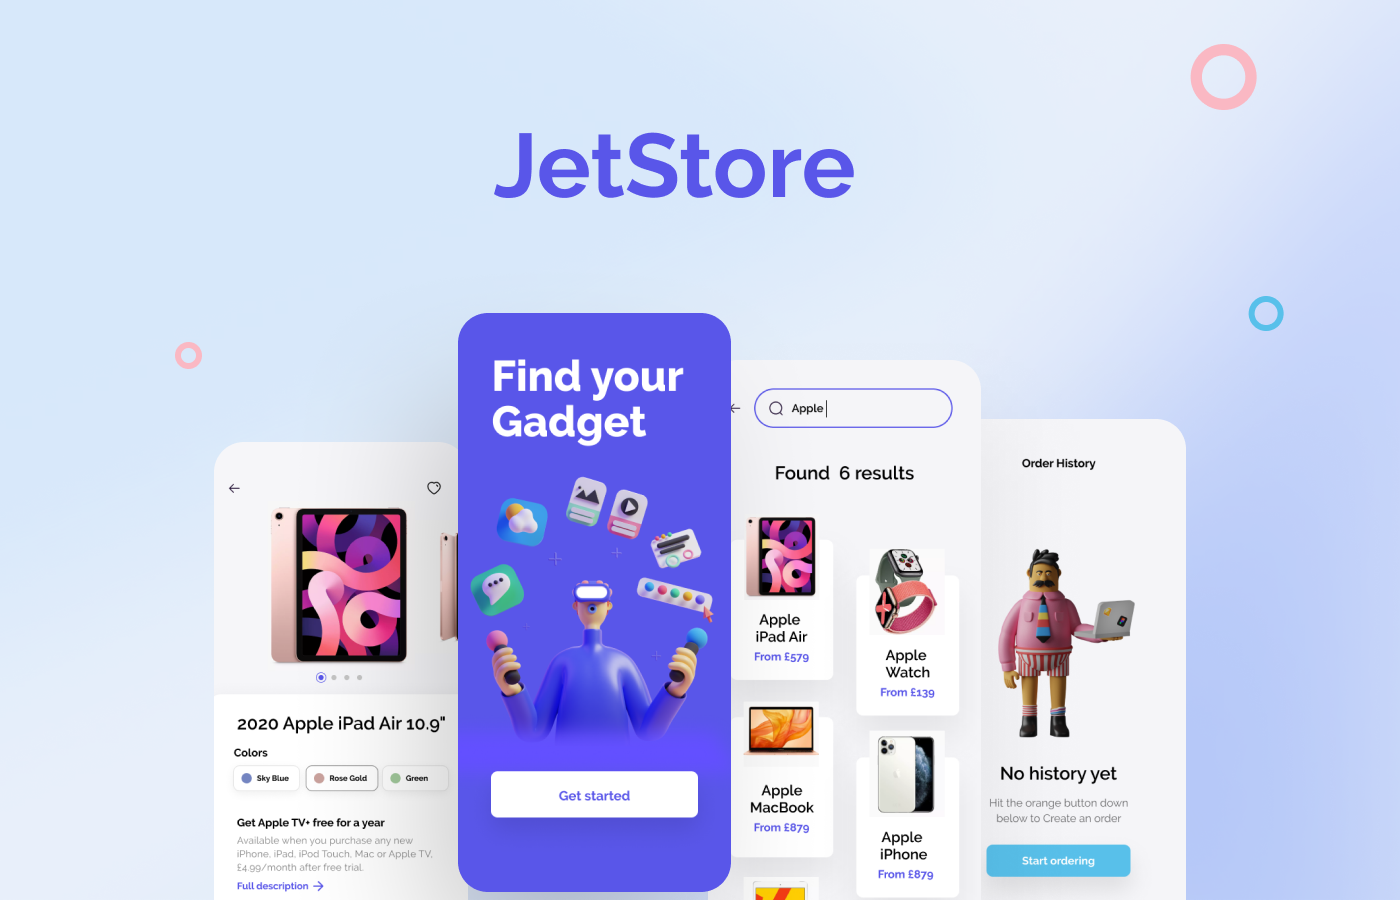 JetStore
Find your
Gadget
Get started
2020 Apple iPad Air 10.9"
Colors
Sky Blue
Rose Gold
Green
Get Apple TV+ free for a year
Available when you purchase any new
iPhone, iPad, iPod Touch, Mac or Apple TV,
£4.99/month after free trial.
Full description
Apple
Found 6 results
Apple
iPad Air
From £579
Apple
Watch
From £139
Apple
MacBook
From £879
Apple
iPhone
From £879
Order History
No history yet
Hit the orange button down
below to Create an order
Start ordering